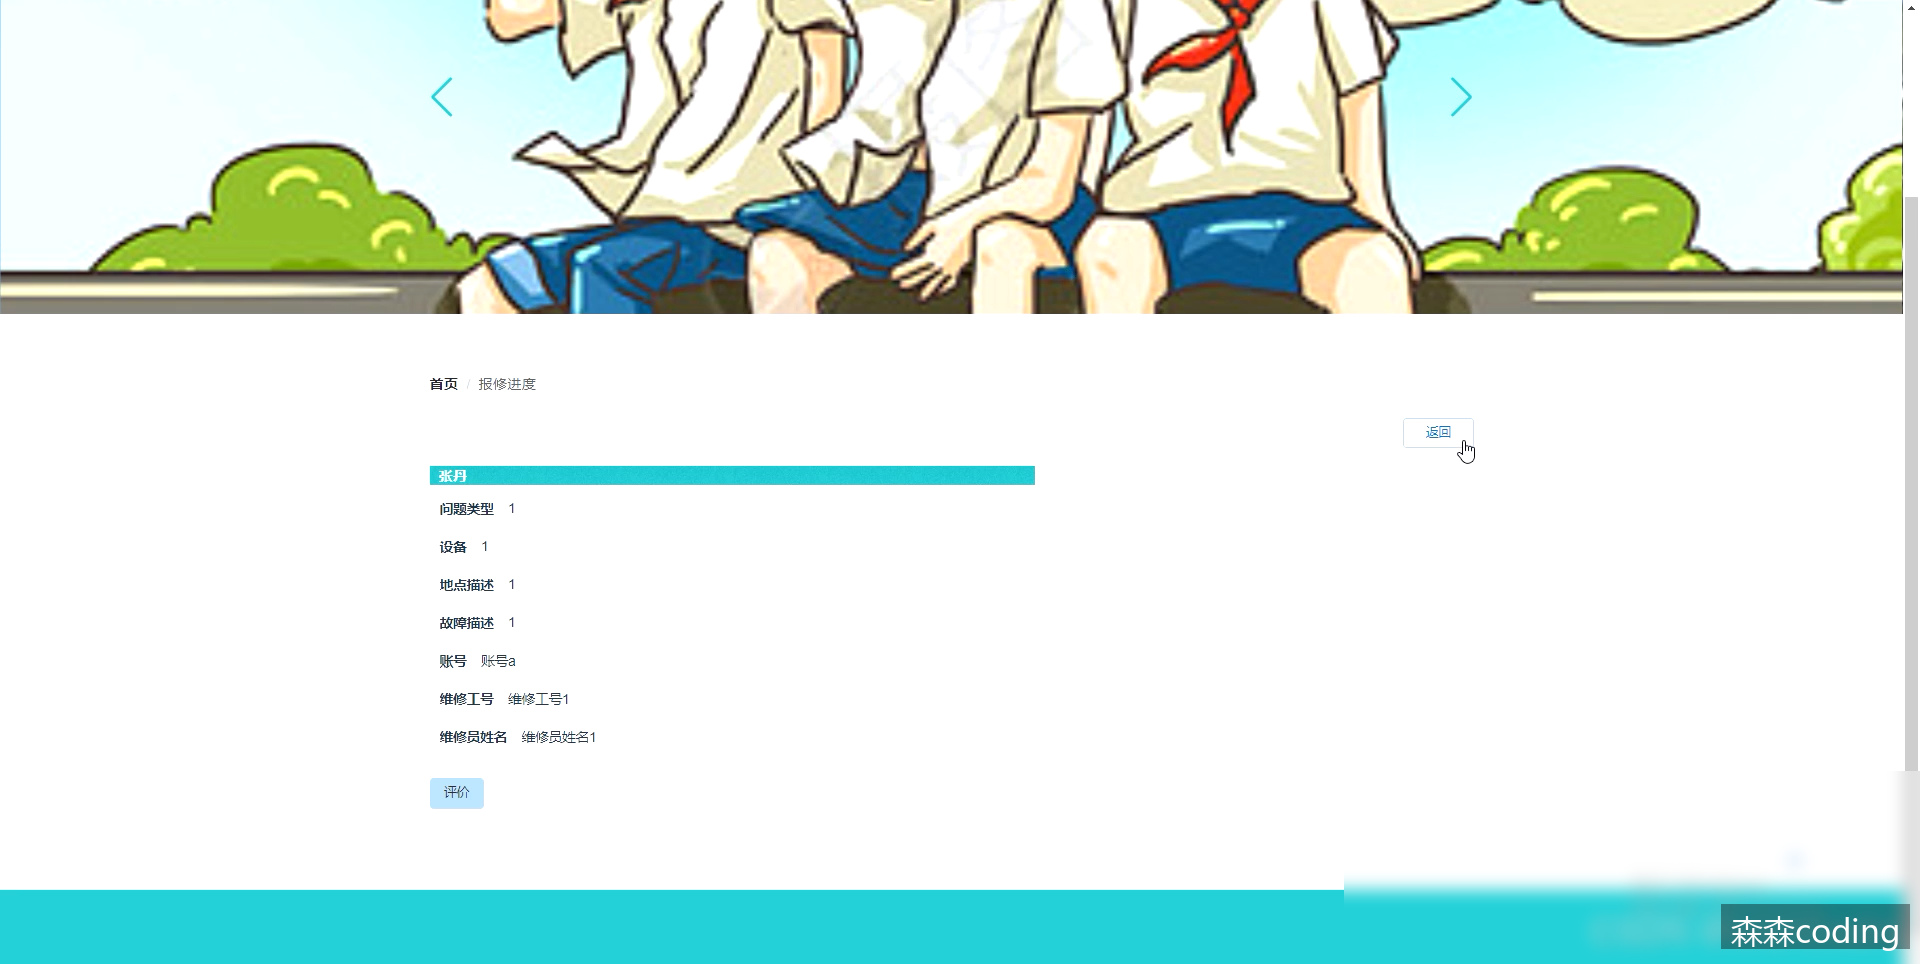 首页 / 报修进度
返回
张丹
问题类型 1
设备 1
地点描述 1
故障描述 1
账号 账号a
维修工号 维修工号1
维修员姓名 维修员姓名1
评价
森森coding